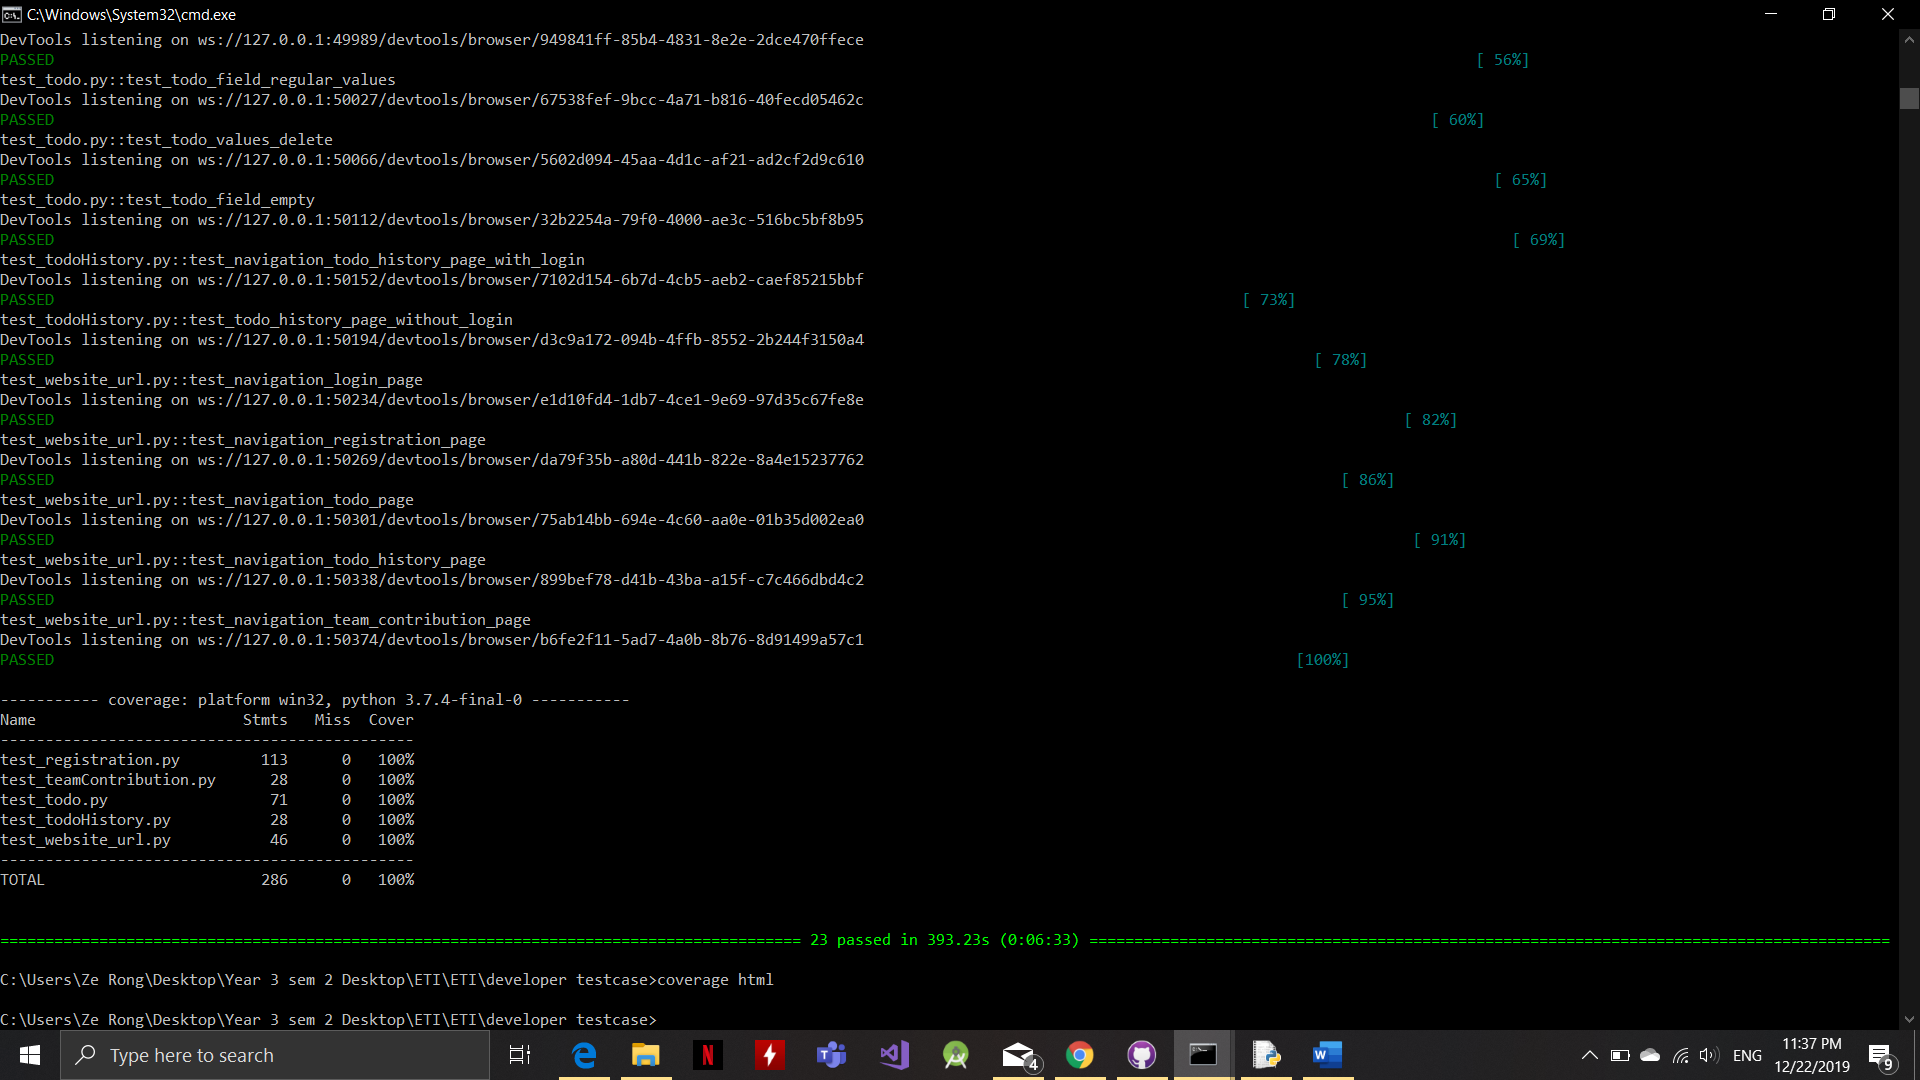 C:\Windows\System32\cmd.exe
DevTools listening on ws://127.0.0.1:49989/devtools/browser/949841ff-85b4-4831-8e2e-2dce470ffece
PASSED [ 56%]
test_todo.py::test_todo_field_regular_values
DevTools listening on ws://127.0.0.1:50027/devtools/browser/67538fef-9bcc-4a71-b816-40fecd05462c
PASSED [ 60%]
test_todo.py::test_todo_values_delete
DevTools listening on ws://127.0.0.1:50066/devtools/browser/5602d094-45aa-4d1c-af21-ad2cf2d9c610
PASSED [ 65%]
test_todo.py::test_todo_field_empty
DevTools listening on ws://127.0.0.1:50112/devtools/browser/32b2254a-79f0-4000-ae3c-516bc5bf8b95
PASSED [ 69%]
test_todoHistory.py::test_navigation_todo_history_page_with_login
DevTools listening on ws://127.0.0.1:50152/devtools/browser/7102d154-6b7d-4cb5-aeb2-caef85215bbf
PASSED [ 73%]
test_todoHistory.py::test_todo_history_page_without_login
DevTools listening on ws://127.0.0.1:50194/devtools/browser/d3c9a172-094b-4ffb-8552-2b244f3150a4
PASSED [ 78%]
test_website_url.py::test_navigation_login_page
DevTools listening on ws://127.0.0.1:50234/devtools/browser/e1d10fd4-1db7-4ce1-9e69-97d35c67fe8e
PASSED [ 82%]
test_website_url.py::test_navigation_registration_page
DevTools listening on ws://127.0.0.1:50269/devtools/browser/da79f35b-a80d-441b-822e-8a4e15237762
PASSED [ 86%]
test_website_url.py::test_navigation_todo_page
DevTools listening on ws://127.0.0.1:50301/devtools/browser/75ab14bb-694e-4c60-aa0e-01b35d002ea0
PASSED [ 91%]
test_website_url.py::test_navigation_todo_history_page
DevTools listening on ws://127.0.0.1:50338/devtools/browser/899bef78-d41b-43ba-a15f-c7c466dbd4c2
PASSED [ 95%]
test_website_url.py::test_navigation_team_contribution_page
DevTools listening on ws://127.0.0.1:50374/devtools/browser/b6fe2f11-5ad7-4a0b-8b76-8d91499a57c1
PASSED [100%]
----------- coverage: platform win32, python 3.7.4-final-0 -----------
Name Stmts Miss Cover
----------------------------------------------
test_registration.py 113 0 100%
test_teamContribution.py 28 0 100%
test_todo.py 71 0 100%
test_todoHistory.py 28 0 100%
test_website_url.py 46 0 100%
----------------------------------------------
TOTAL 286 0 100%
========================================================================================= 23 passed in 393.23s (0:06:33) =========================================================================================
C:\Users\Ze Rong\Desktop\Year 3 sem 2 Desktop\ETI\ETI\developer testcase>coverage html
C:\Users\Ze Rong\Desktop\Year 3 sem 2 Desktop\ETI\ETI\developer testcase>
Type here to search
4
ENG
11:37 PM
12/22/2019
9